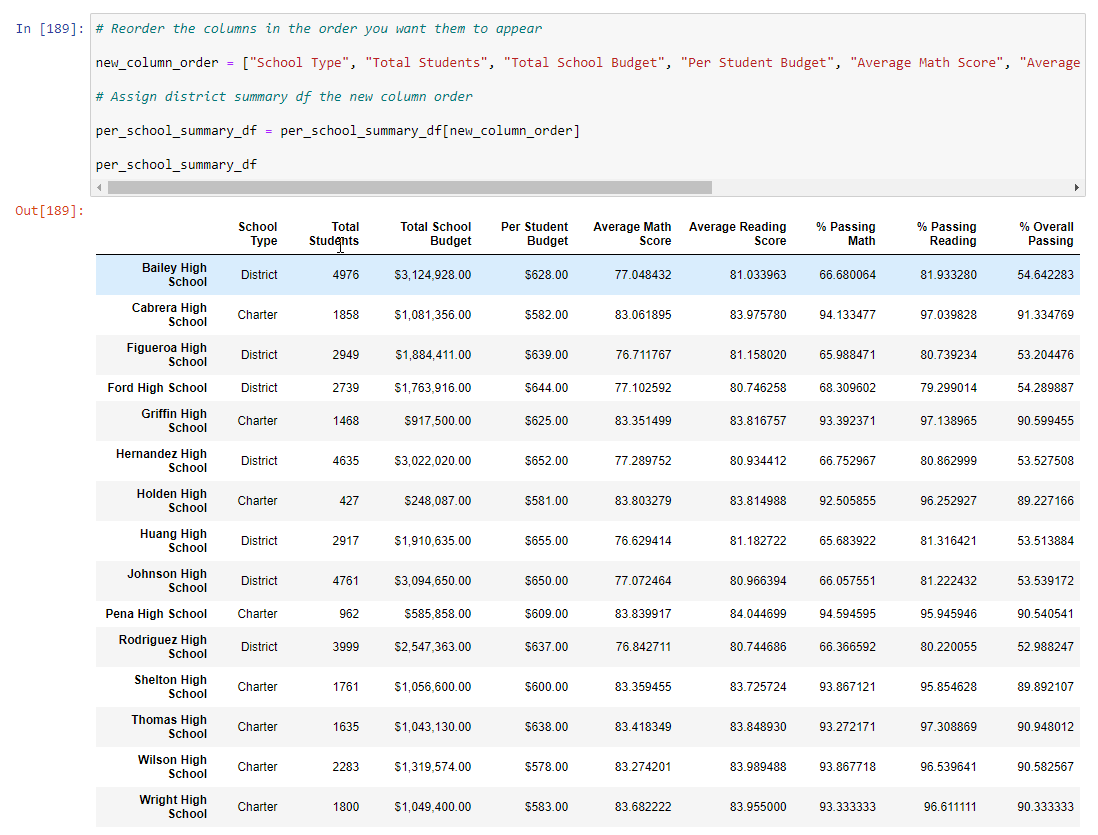 In [189]: # Reorder the columns in the order you want them to appear
new_column_order = ["School Type", "Total Students", "Total School Budget", "Per Student Budget", "Average Math Score", "Average
# Assign district summary df the new column order
per_school_summary_df = per_school_summary_df[new_column_order]
per_school_summary_df
Out[189]:
School Type Total Students Total School Budget Per Student Budget Average Math Score Average Reading Score % Passing Math % Passing Reading % Overall Passing
Bailey High School District 4976 $3,124,928.00 $628.00 77.048432 81.033963 66.680064 81.933280 54.642283
Cabrera High School Charter 1858 $1,081,356.00 $582.00 83.061895 83.975780 94.133477 97.039828 91.334769
Figueroa High School District 2949 $1,884,411.00 $639.00 76.711767 81.158020 65.988471 80.739234 53.204476
Ford High School District 2739 $1,763,916.00 $644.00 77.102592 80.746258 68.309602 79.299014 54.289887
Griffin High School Charter 1468 $917,500.00 $625.00 83.351499 83.816757 93.392371 97.138965 90.599455
Hernandez High School District 4635 $3,022,020.00 $652.00 77.289752 80.934412 66.752967 80.862999 53.527508
Holden High School Charter 427 $248,087.00 $581.00 83.803279 83.814988 92.505855 96.252927 89.227166
Huang High School District 2917 $1,910,635.00 $655.00 76.629414 81.182722 65.683922 81.316421 53.513884
Johnson High School District 4761 $3,094,650.00 $650.00 77.072464 80.966394 66.057551 81.222432 53.539172
Pena High School Charter 962 $585,858.00 $609.00 83.839917 84.044699 94.594595 95.945946 90.540541
Rodriguez High School District 3999 $2,547,363.00 $637.00 76.842711 80.744686 66.366592 80.220055 52.988247
Shelton High School Charter 1761 $1,056,600.00 $600.00 83.359455 83.725724 93.867121 95.854628 89.892107
Thomas High School Charter 1635 $1,043,130.00 $638.00 83.418349 83.848930 93.272171 97.308869 90.948012
Wilson High School Charter 2283 $1,319,574.00 $578.00 83.274201 83.989488 93.867718 96.539641 90.582567
Wright High School Charter 1800 $1,049,400.00 $583.00 83.682222 83.955000 93.333333 96.611111 90.333333